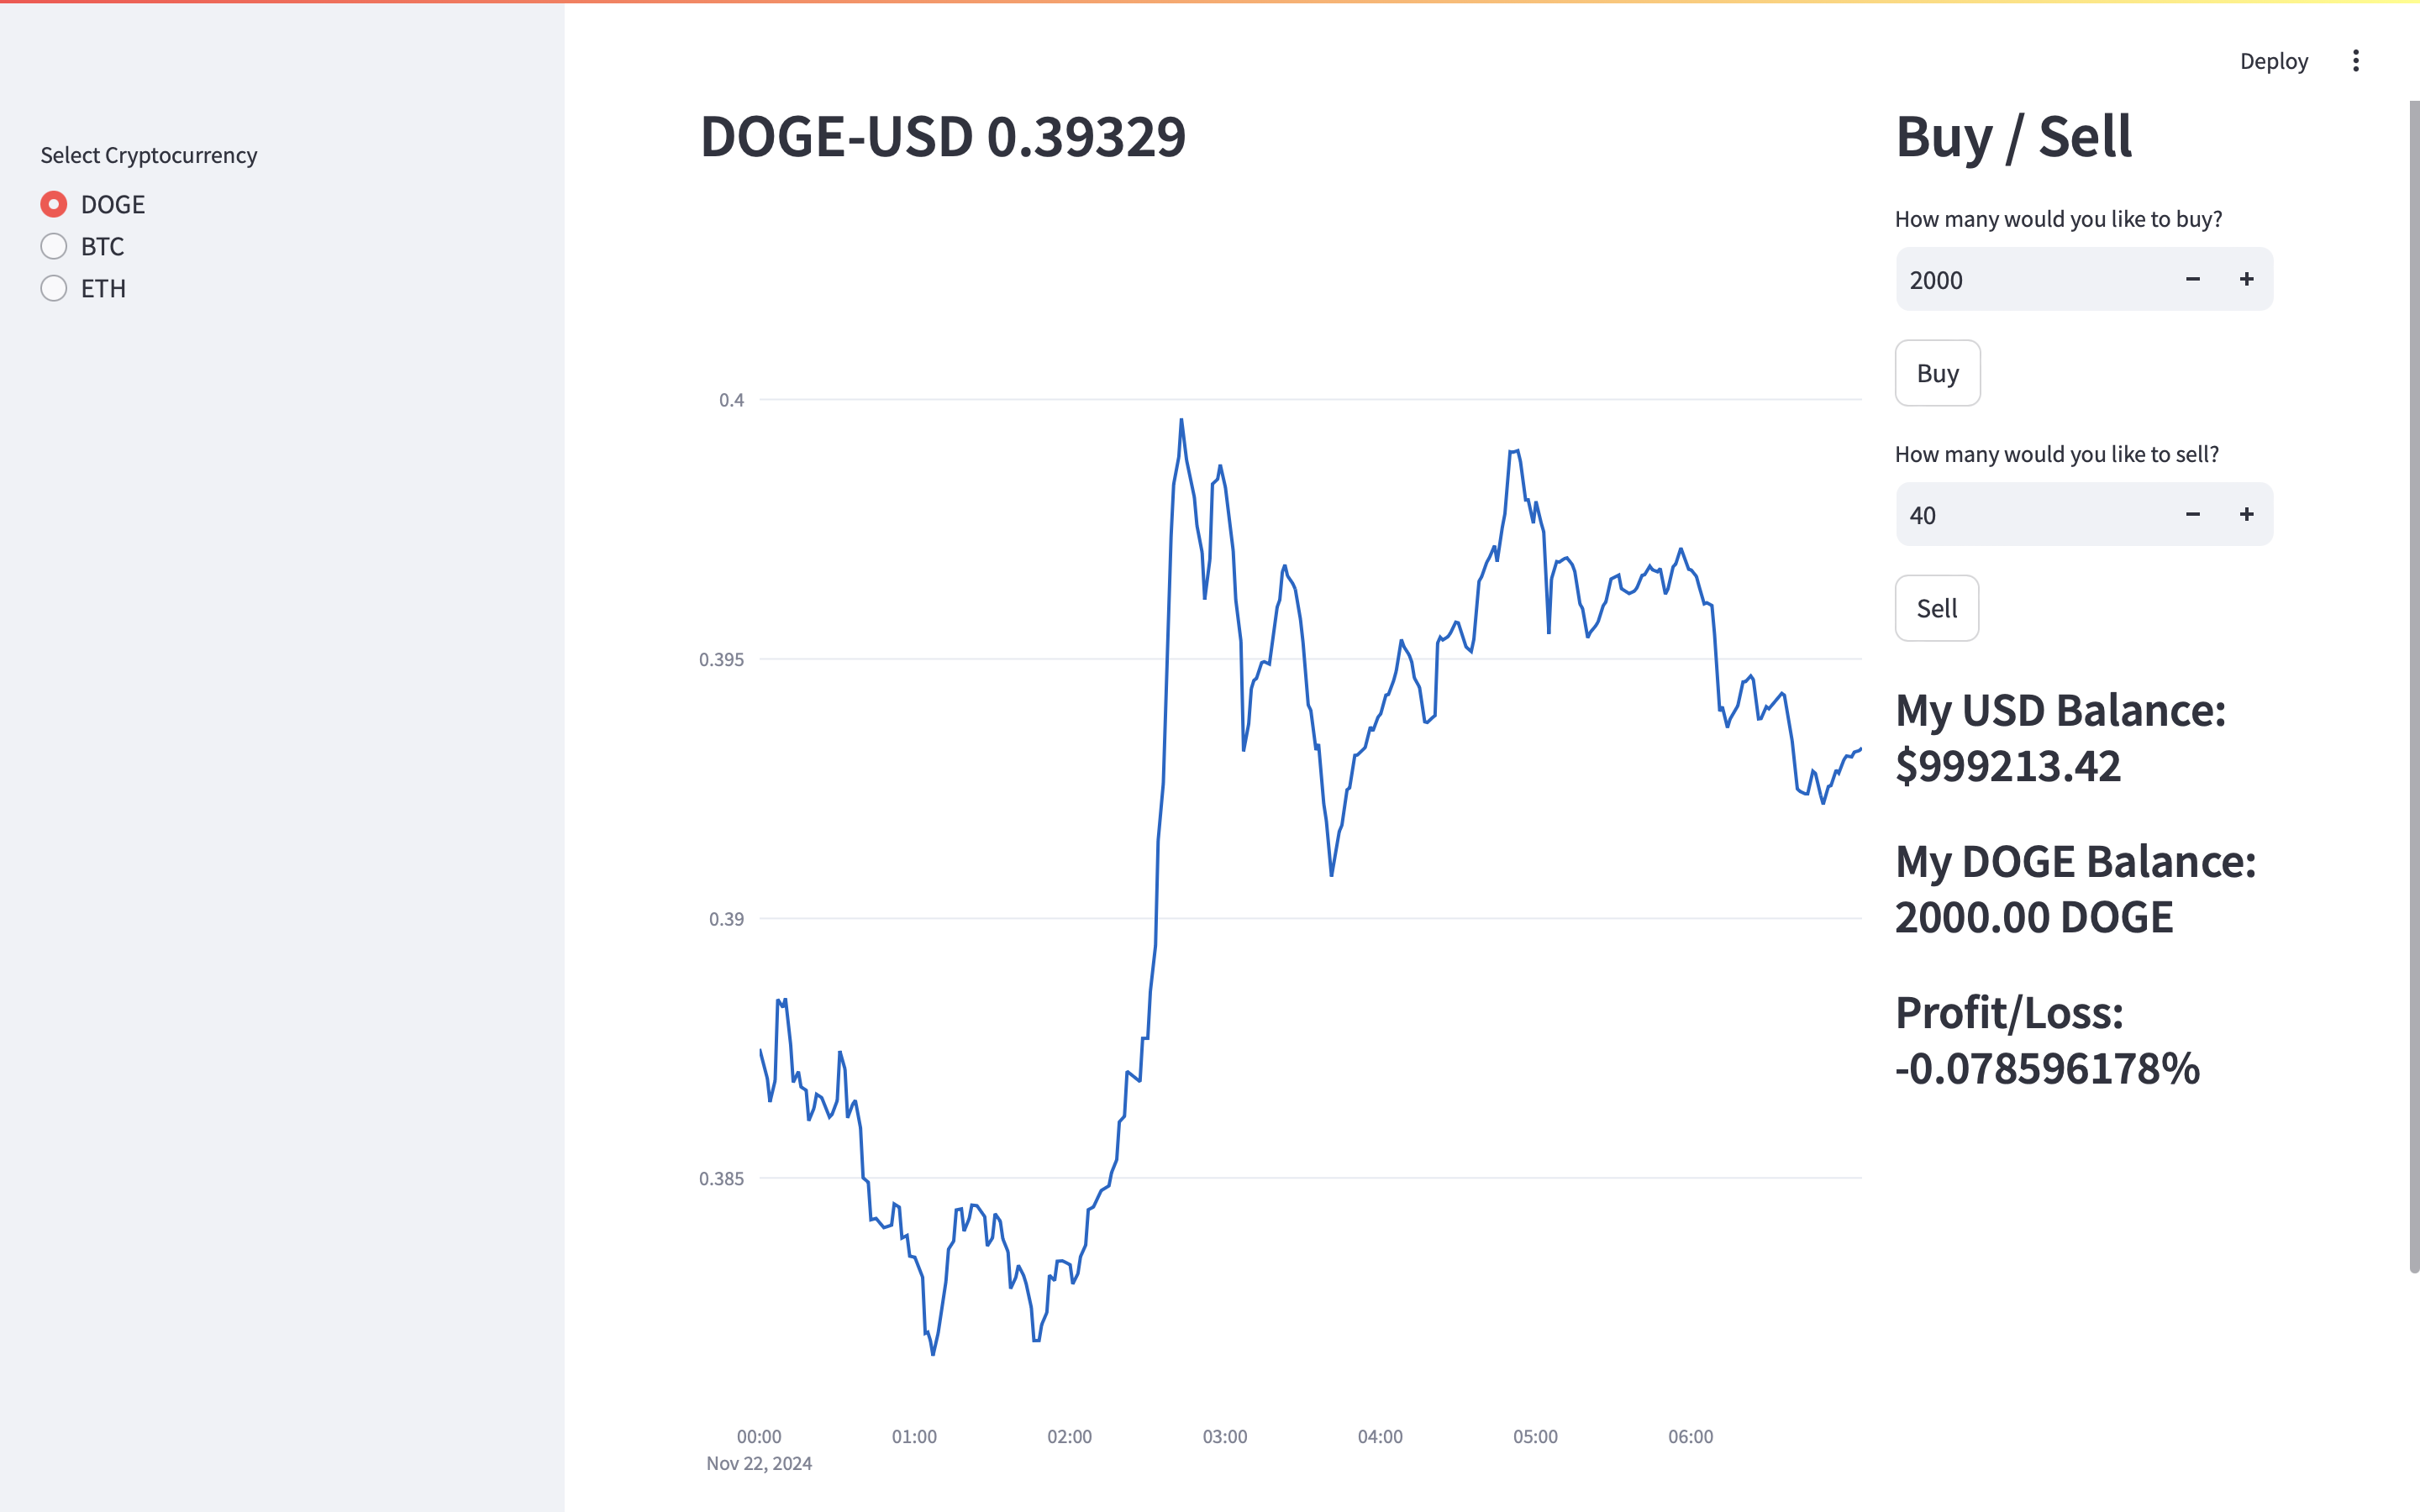 Deploy
Select Cryptocurrency
DOGE
BTC
ETH
DOGE-USD 0.39329
0.4
0.395
0.39
0.385
00:00
01:00
02:00
03:00
04:00
05:00
06:00
Nov 22, 2024
Buy / Sell
How many would you like to buy?
2000
Buy
How many would you like to sell?
40
Sell
My USD Balance:
$999213.42
My DOGE Balance:
2000.00 DOGE
Profit/Loss:
-0.078596178%